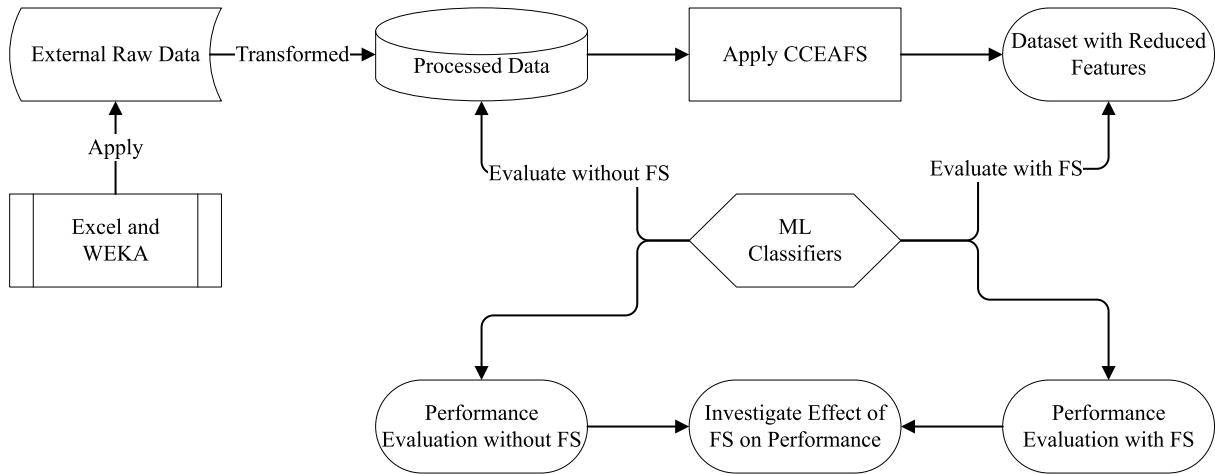 External Raw Data
Transformed
Processed Data
Apply CCEAFS
Dataset with Reduced
Features
Apply
Evaluate without FS
Evaluate with FS
Excel and
WEKA
ML
Classifiers
Performance
Evaluation without FS
Investigate Effect of
FS on Performance
Performance
Evaluation with FS